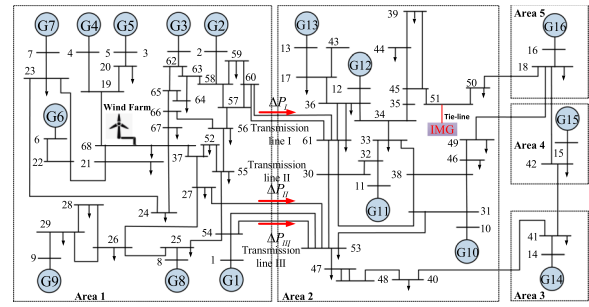 G7
G4
G5
G3
G2
G13
39
Area 5
G16
7
4
5
3
3
2
59
13
43
G12
44
16
23
20
62
63
58
60
17
12
45
50
18
19
65
64
57
ΔP_I
36
35
51
Wind Farm
66
34
Tie-line
Area 4
G6
67
56
Transmission
line I
61
33
IMG
G15
6
68
52
32
49
15
22
21
37
Transmission
line II
30
11
38
46
42
55
27
ΔP_II
G11
31
28
24
10
Area 3
29
25
54
ΔP_III
G10
26
Transmission
line III
53
41
9
8
1
47
14
G9
G8
G1
48
40
G14
Area 1
Area 2